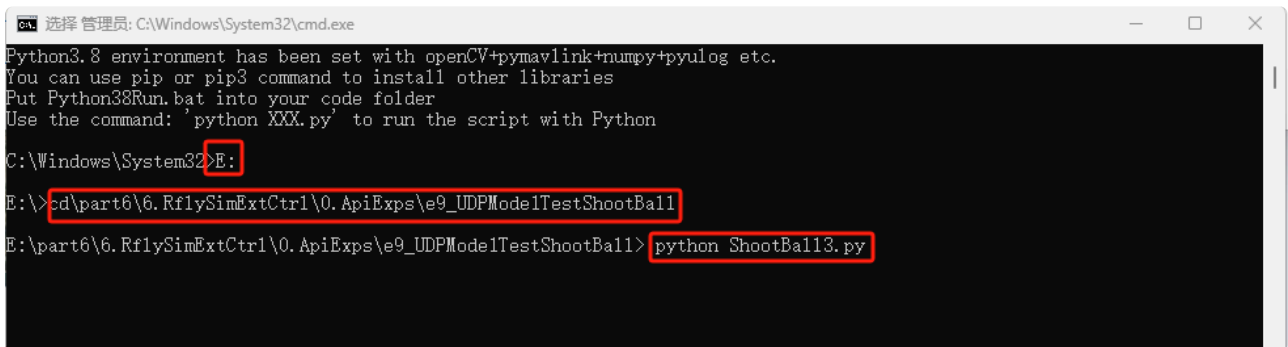 选择 管理员: C:\Windows\System32\cmd.exe
Python3.8 environment has been set with openCV+pymavlink+numpy+pyulog etc.
You can use pip or pip3 command to install other libraries
Put Python38Run.bat into your code folder
Use the command: 'python XXX.py' to run the script with Python
C:\Windows\System32>E:
E:\>cd\part6\6.RflySimExtCtrl\0.ApiExps\e9_UDPModeTestShootBall
E:\part6\6.RflySimExtCtrl\0.ApiExps\e9_UDPModeTestShootBall> python ShootBall3.py